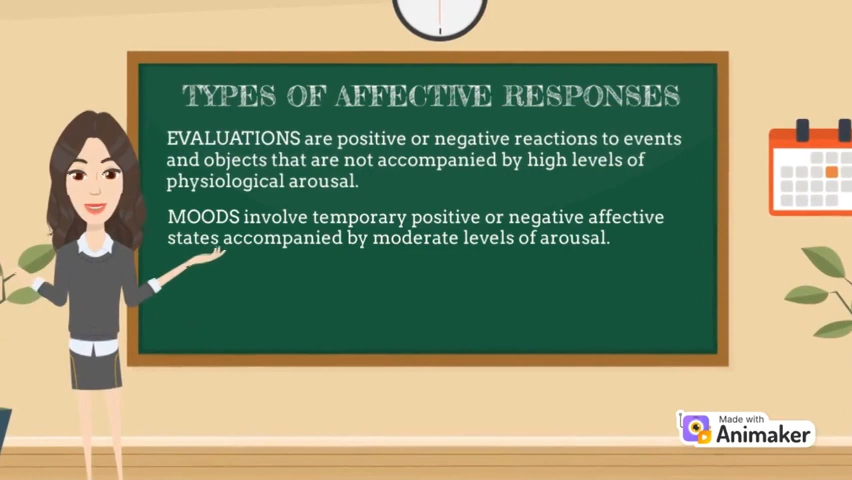 TYPES OF AFFECTIVE RESPONSES
EVALUATIONS are positive or negative reactions to events
and objects that are not accompanied by high levels of
physiological arousal.
MOODS involve temporary positive or negative affective
states accompanied by moderate levels of arousal.
Made with
Animaker